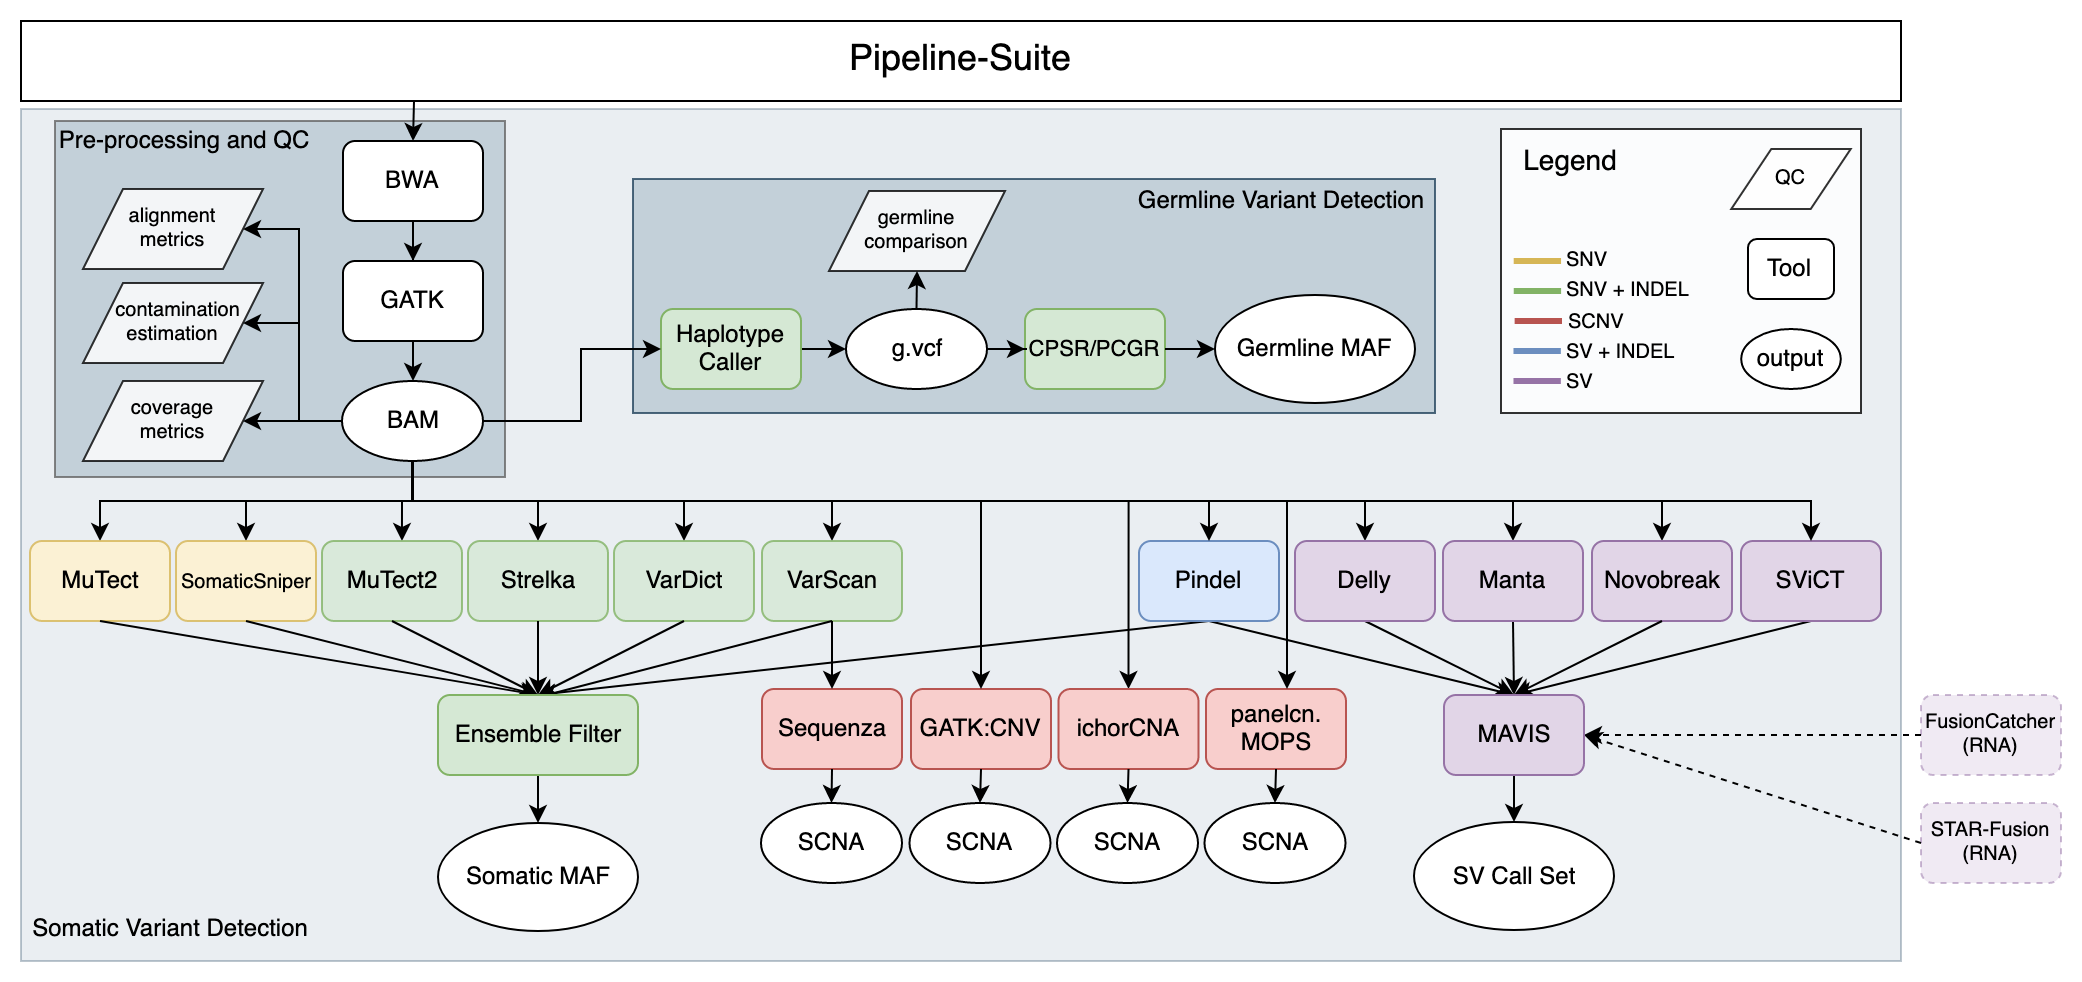 Pipeline-Suite
Pre-processing and QC
BWA
alignment
metrics
GATK
contamination
estimation
coverage
metrics
BAM
Germline Variant Detection
germline
comparison
Haplotype
Caller
g.vcf
CPSR/PCGR
Germline MAF
Legend
QC
SNV
SNV + INDEL
SCNV
SV + INDEL
SV
Tool
output
MuTect
SomaticSniper
MuTect2
Strelka
VarDict
VarScan
Pindel
Delly
Manta
Novobreak
SViCT
Ensemble Filter
Sequenza
GATK:CNV
ichorCNA
panelcn.
MOPS
MAVIS
FusionCatcher
(RNA)
STAR-Fusion
(RNA)
Somatic MAF
SCNA
SCNA
SCNA
SCNA
SV Call Set
Somatic Variant Detection